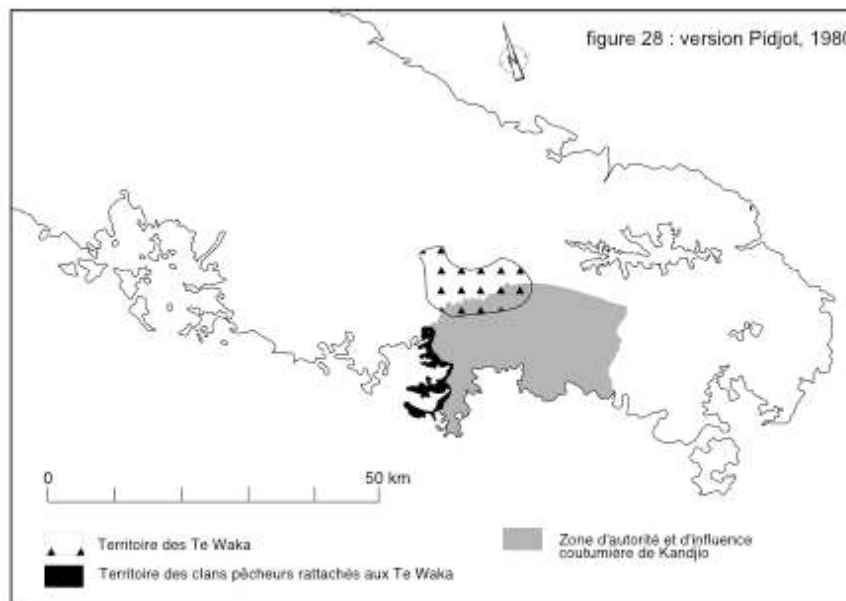 figure 28 : version Pidjot, 1980
N
0 50 km
Territoire des Te Waka
Territoire des clans pêcheurs rattachés aux Te Waka
Zone d'autorité et d'influence
coutumière de Kandjio